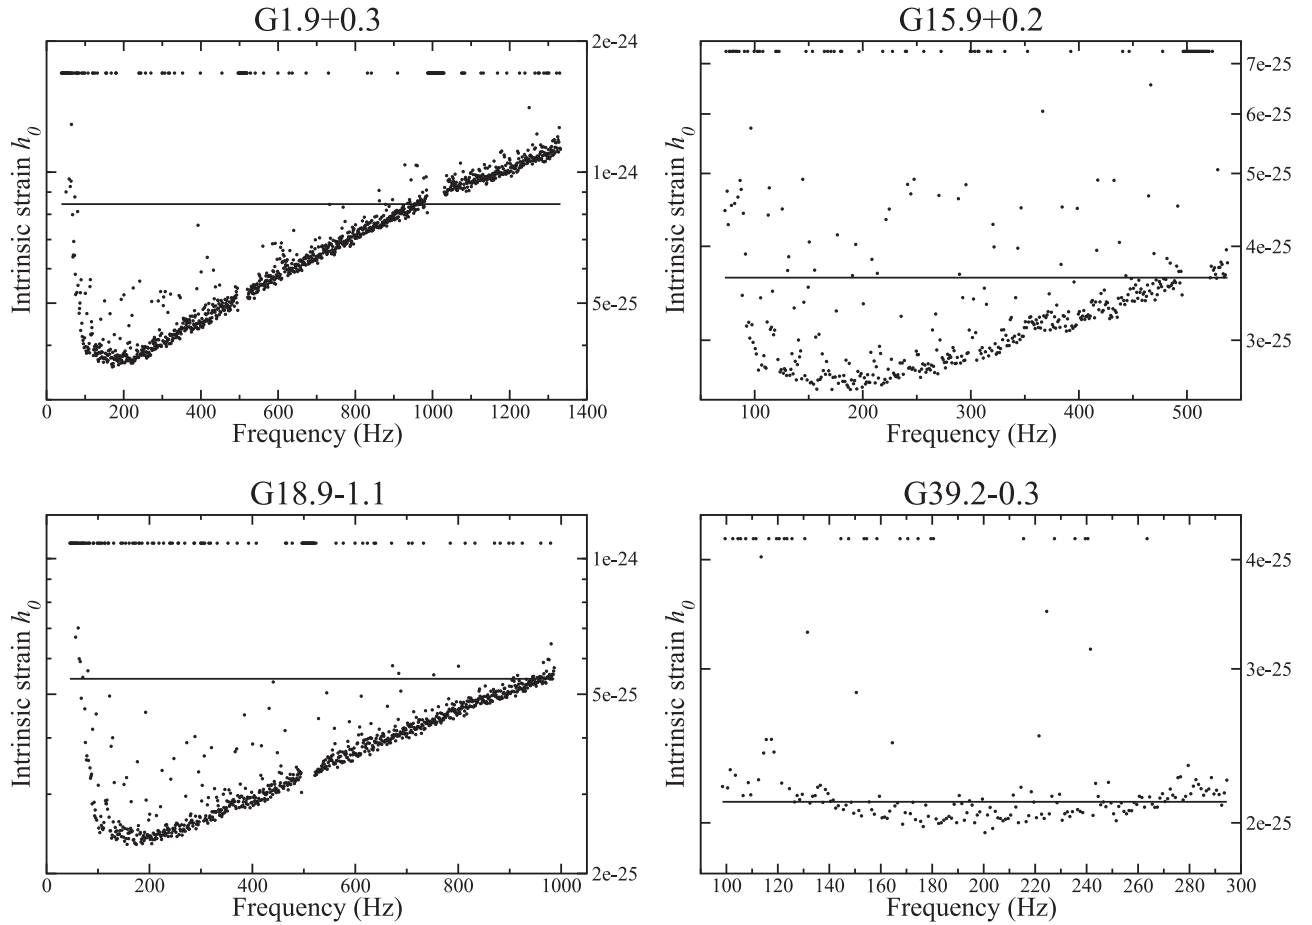 G1.9+0.3
G15.9+0.2
2e-24
1e-24
5e-25
Intrinsic strain h0
0 200 400 600 800 1000 1200 1400
Frequency (Hz)
7e-25
6e-25
5e-25
4e-25
3e-25
Intrinsic strain h0
100 200 300 400 500
Frequency (Hz)
G18.9-1.1
G39.2-0.3
1e-24
5e-25
2e-25
Intrinsic strain h0
0 200 400 600 800 1000
Frequency (Hz)
4e-25
3e-25
2e-25
Intrinsic strain h0
100 120 140 160 180 200 220 240 260 280 300
Frequency (Hz)